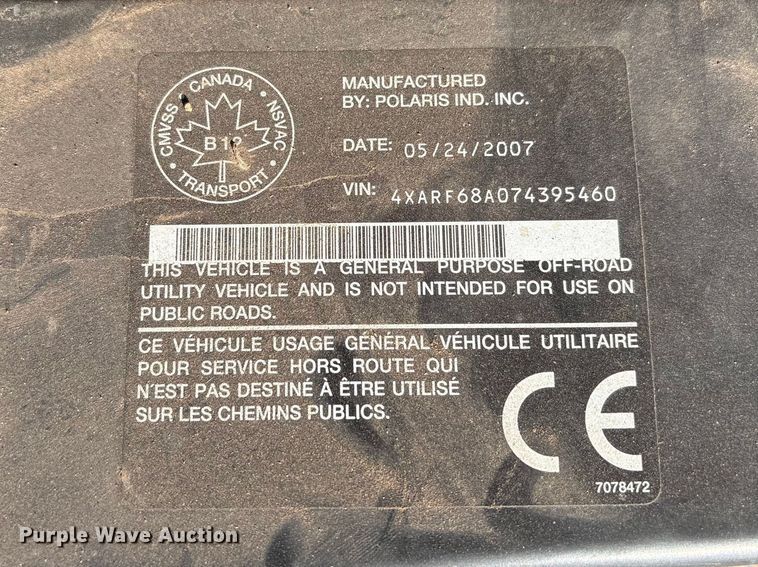 CANADA
CMVSS NSVAC
TRANSPORT
MANUFACTURED
BY: POLARIS IND. INC.
DATE: 05/24/2007
VIN: 4XARF68A074395460
THIS VEHICLE IS A GENERAL PURPOSE OFF-ROAD
UTILITY VEHICLE AND IS NOT INTENDED FOR USE ON
PUBLIC ROADS.
CE VÉHICULE USAGE GÉNÉRAL VÉHICULE UTILITAIRE
POUR SERVICE HORS ROUTE QUI
N'EST PAS DESTINÉ À ÊTRE UTILISÉ
SUR LES CHEMINS PUBLICS.
CE
7078472
Purple Wave Auction